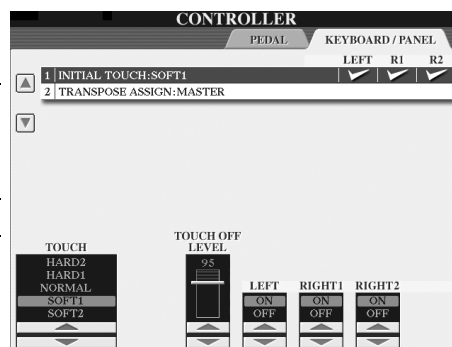 CONTROLLER
PEDAL KEYBOARD / PANEL
LEFT R1 R2
1 INITIAL TOUCH:SOFT1
2 TRANSPOSE ASSIGN:MASTER
TOUCH
HARD2
HARD1
NORMAL
SOFT1
SOFT2
TOUCH OFF
LEVEL
95
LEFT RIGHT1 RIGHT2
ON ON ON
OFF OFF OFF